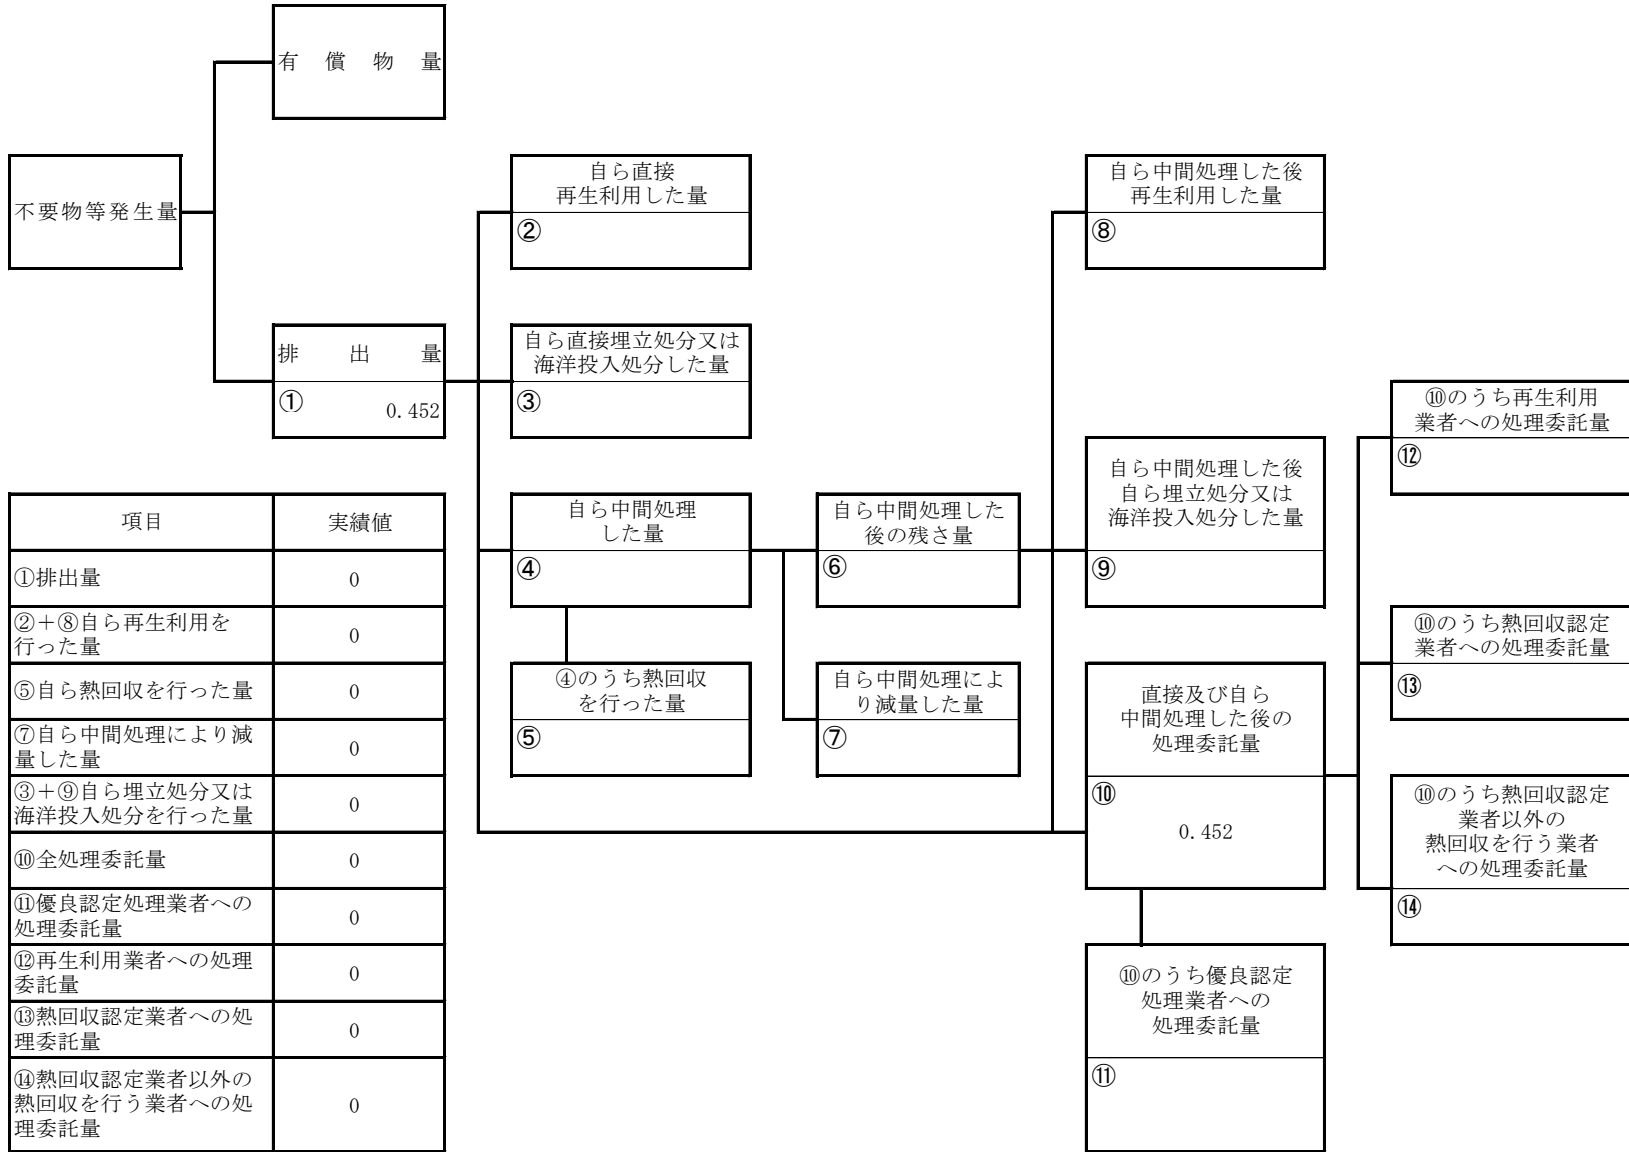 有償物量
不要物等発生量
排出量
①
0.452
自ら直接
再生利用した量
②
自ら直接埋立処分又は
海洋投入処分した量
③
自ら中間処理
した量
④
④のうち熱回収
を行った量
⑤
自ら中間処理した
後の残さ量
⑥
自ら中間処理によ
り減量した量
⑦
自ら中間処理した後
再生利用した量
⑧
自ら中間処理した後
自ら埋立処分又は
海洋投入処分した量
⑨
直接及び自ら
中間処理した後の
処理委託量
⑩
0.452
⑩のうち優良認定
処理業者への
処理委託量
⑪
⑩のうち再生利用
業者への処理委託量
⑫
⑩のうち熱回収認定
業者への処理委託量
⑬
⑩のうち熱回収認定
業者以外の
熱回収を行う業者
への処理委託量
⑭
項目 実績値
①排出量 0
②+⑧自ら再生利用を
行った量 0
⑤自ら熱回収を行った量 0
⑦自ら中間処理により減
量した量 0
③+⑨自ら埋立処分又は
海洋投入処分を行った量 0
⑩全処理委託量 0
⑪優良認定処理業者への
処理委託量 0
⑫再生利用業者への処理
委託量 0
⑬熱回収認定業者への処
理委託量 0
⑭熱回収認定業者以外の
熱回収を行う業者への処
理委託量 0